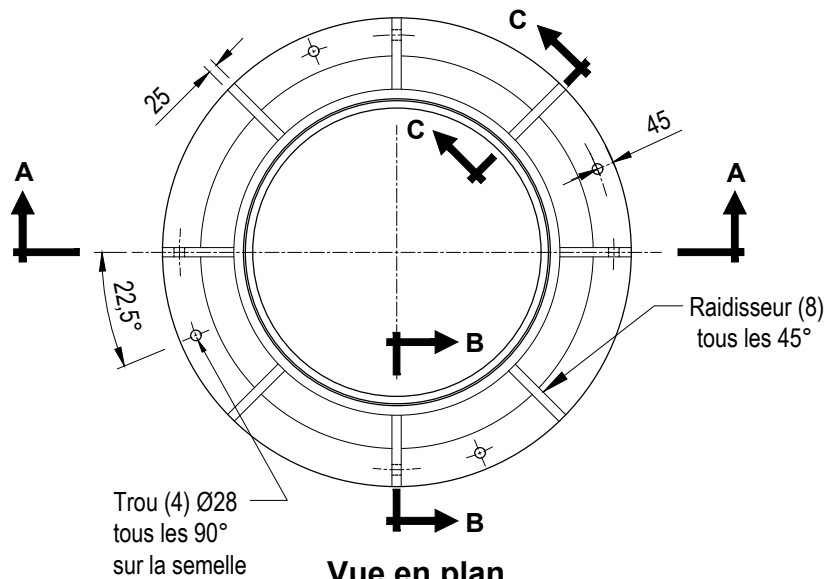 C
25
C
45
A
A
22,5°
B
Raidisseur (8)
tous les 45°
Trou (4) Ø28
tous les 90°
sur la semelle
B
Vue en plan